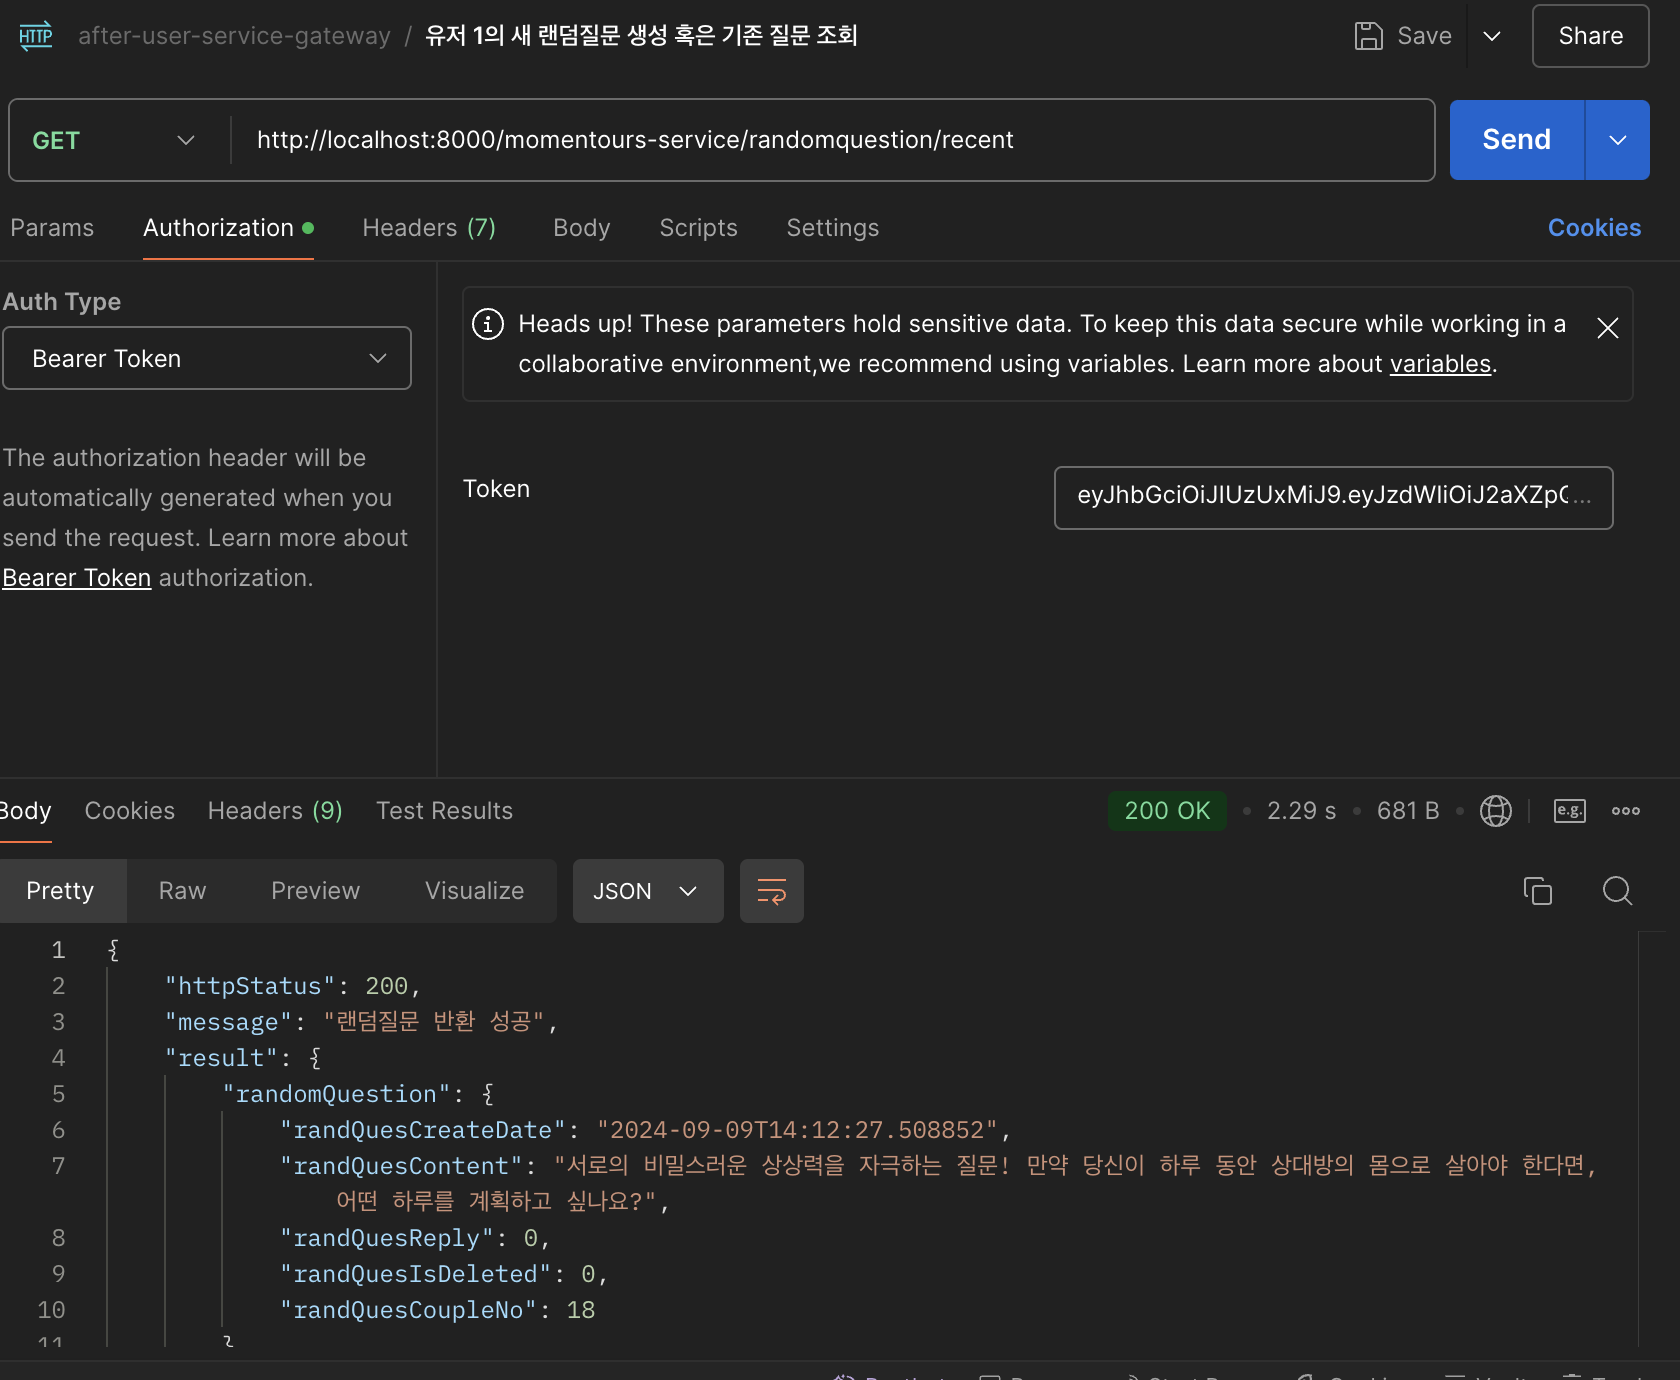 HTTP after-user-service-gateway / 유저 1의 새 랜덤질문 생성 혹은 기존 질문 조회 Save Share
GET http://localhost:8000/momentours-service/randomquestion/recent Send
Params Authorization Headers (7) Body Scripts Settings Cookies
Auth Type
Bearer Token
The authorization header will be
automatically generated when you
send the request. Learn more about
Bearer Token authorization.
Heads up! These parameters hold sensitive data. To keep this data secure while working in a
collaborative environment,we recommend using variables. Learn more about variables.
Token eyJhbGciOiJIUzUxMiJ9.eyJzdWIiOiJ2aXZpC...
Body Cookies Headers (9) Test Results 200 OK • 2.29 s • 681 B • e.g.
Pretty Raw Preview Visualize JSON
1 {
2 "httpStatus": 200,
3 "message": "랜덤질문 반환 성공",
4 "result": {
5 "randomQuestion": {
6 "randQuesCreateDate": "2024-09-09T14:12:27.508852",
7 "randQuesContent": "서로의 비밀스러운 상상력을 자극하는 질문! 만약 당신이 하루 동안 상대방의 몸으로 살아야 한다면,
어떤 하루를 계획하고 싶나요?",
8 "randQuesReply": 0,
9 "randQuesIsDeleted": 0,
10 "randQuesCoupleNo": 18
11 }